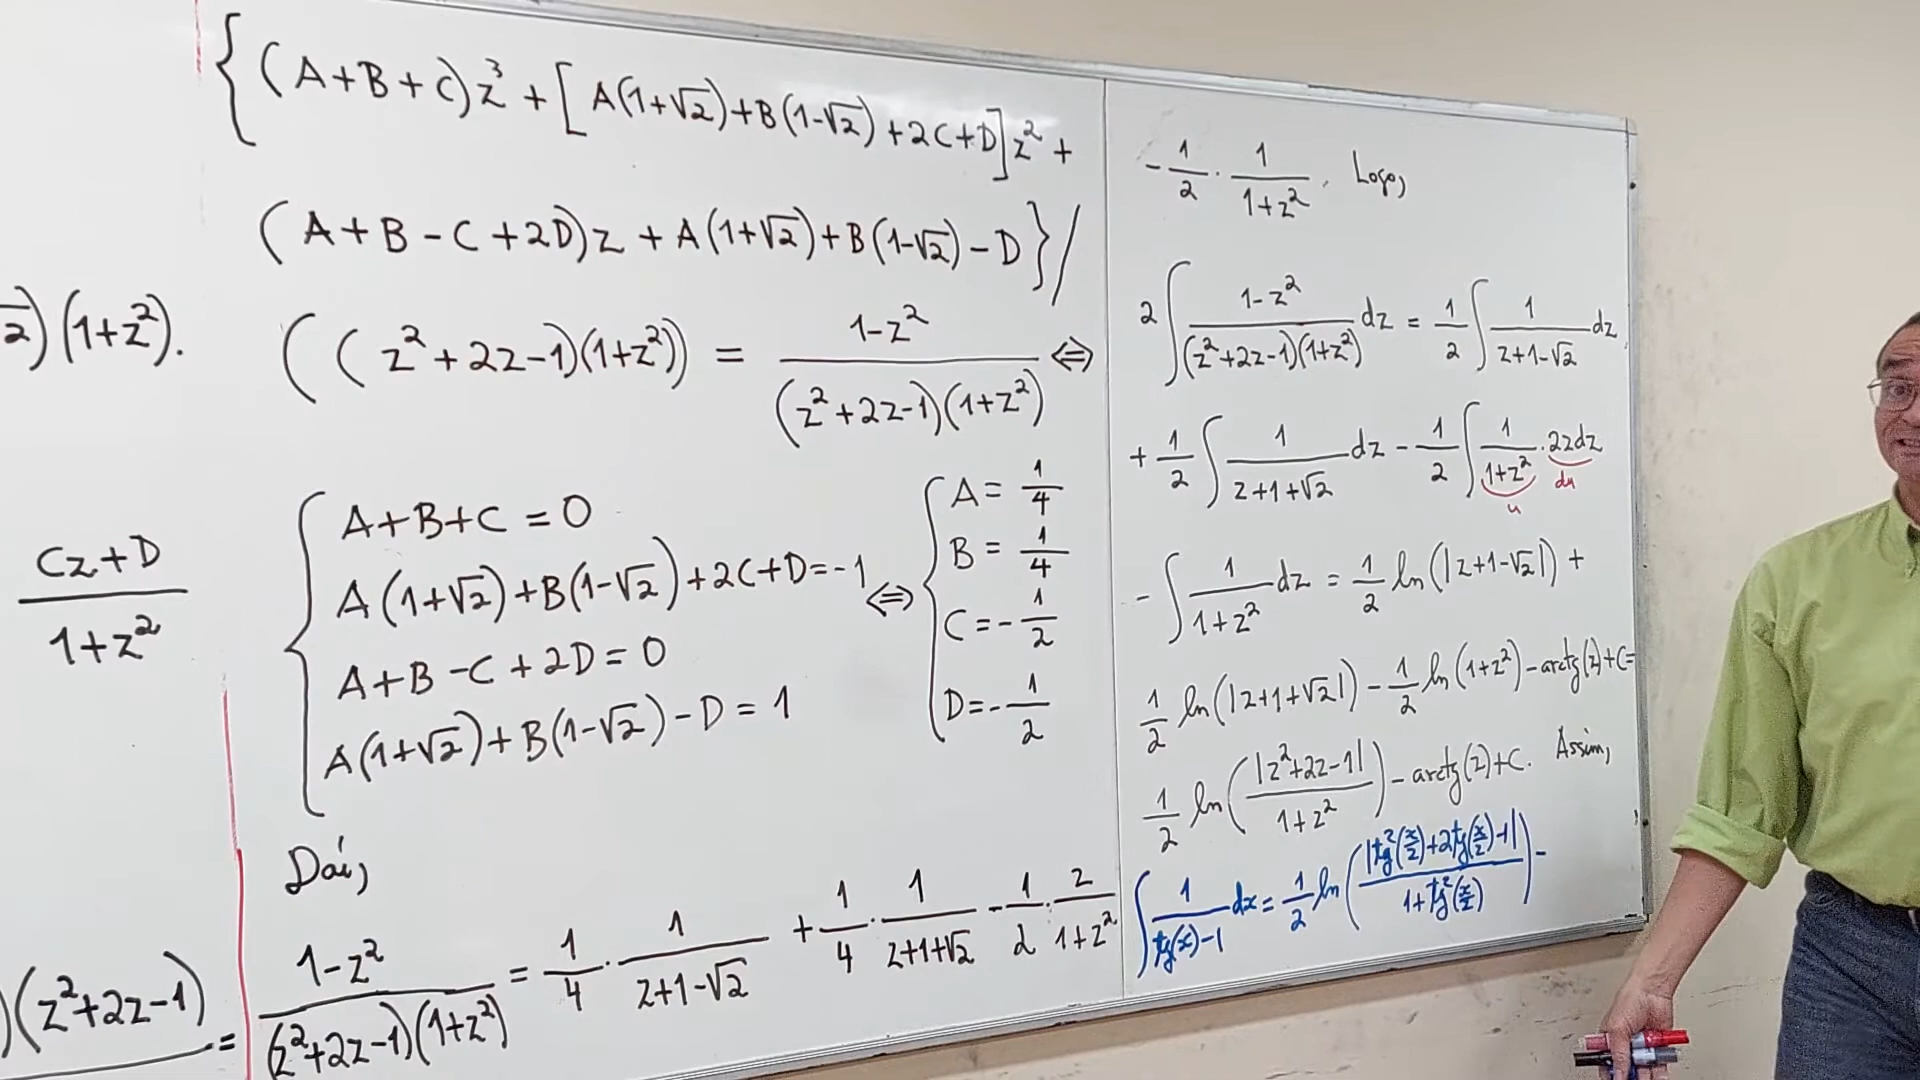 {(A+B+C)z³ + [A(1+√2)+B(1-√2)+2C+D]z² +
(A+B-C+2D)z + A(1+√2)+B(1-√2)-D}/
((z²+2z-1)(1+z²)) = (1-z²)/((z²+2z-1)(1+z²)) ⇔
{ A+B+C = 0
A(1+√2)+B(1-√2)+2C+D=-1
A+B-C+2D=0
A(1+√2)+B(1-√2)-D=1
⇔ { A = 1/4
B = 1/4
C = -1/2
D = -1/2
Daí,
(1-z²)/((z²+2z-1)(1+z²)) = 1/4 · 1/(z+1-√2) + 1/4 · 1/(z+1+√2) - 1/2 · z/(1+z²)
√2)(1+z²).
(Cz+D)/(1+z²)
)(z²+2z-1) =
-1/2 · 1/(1+z²). Logo,
2∫ (1-z²)/((z²+2z-1)(1+z²)) dz = 1/2 ∫ 1/(z+1-√2) dz
+ 1/2 ∫ 1/(z+1+√2) dz - 1/2 ∫ 1/(1+z²) · 2zdz
u du
- ∫ 1/(1+z²) dz = 1/2 ln(|z+1-√2|) +
1/2 ln(|z+1+√2|) - 1/2 ln(1+z²) - arctg(z)+C=
1/2 ln(|z²+2z-1|/(1+z²)) - arctg(z)+C. Assim,
∫ 1/(tg(x)-1) dx = 1/2 ln(|tg²(x/2)+2tg(x/2)-1|/(1+tg²(x/2))) -